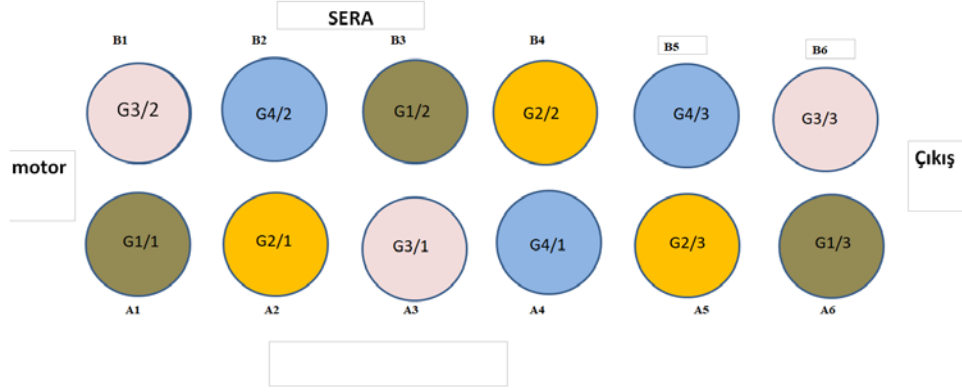 SERA
B1 B2 B3 B4 B5 B6
G3/2 G4/2 G1/2 G2/2 G4/3 G3/3
motor Çıkış
G1/1 G2/1 G3/1 G4/1 G2/3 G1/3
A1 A2 A3 A4 A5 A6